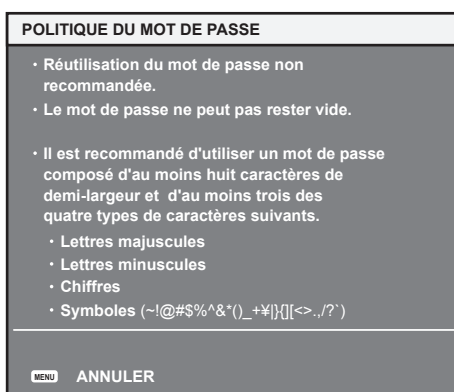 POLITIQUE DU MOT DE PASSE
• Réutilisation du mot de passe non
recommandée.
• Le mot de passe ne peut pas rester vide.
• Il est recommandé d'utiliser un mot de passe
composé d'au moins huit caractères de
demi-largeur et d'au moins trois des
quatre types de caractères suivants.
• Lettres majuscules
• Lettres minuscules
• Chiffres
• Symboles (~!@#$%^&*()_+¥|}{][<>.,/?`)
MENU ANNULER